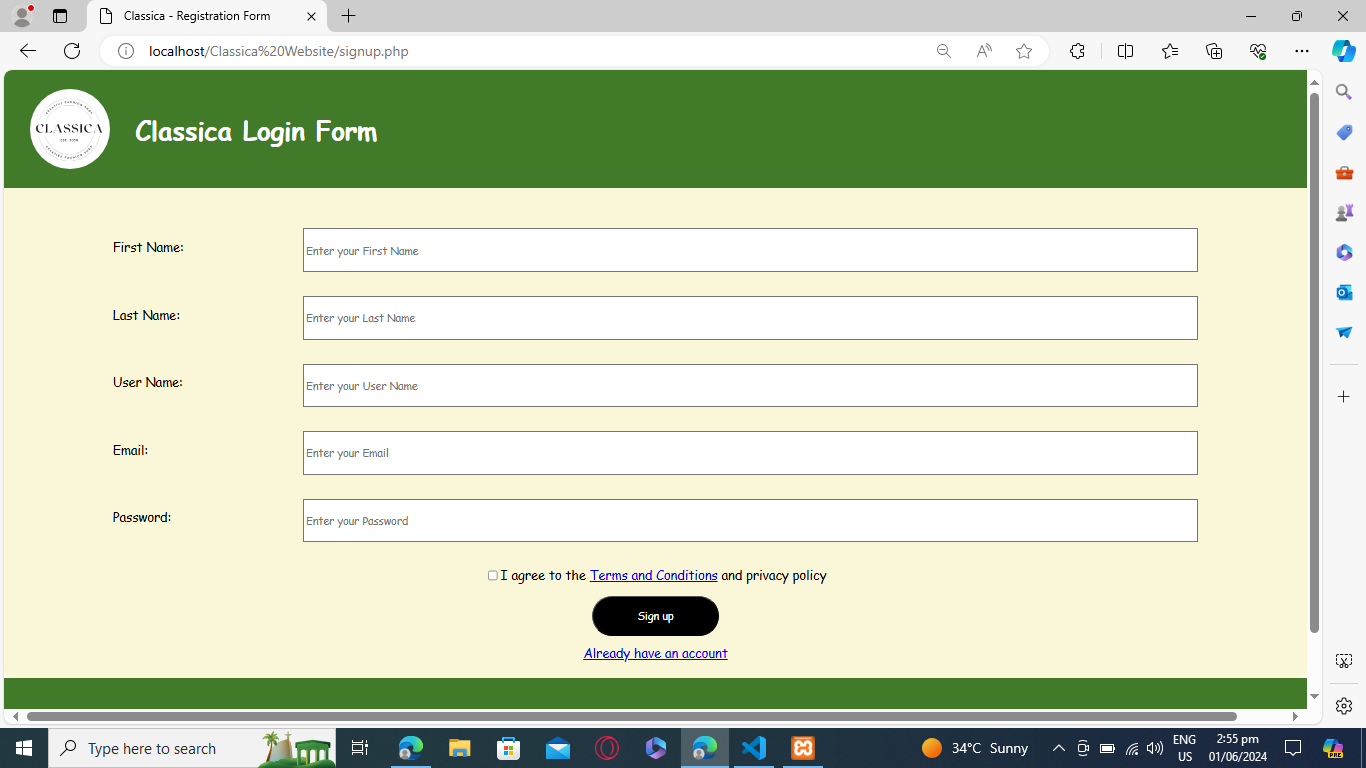 Classica - Registration Form
localhost/Classica%20Website/signup.php
CLASSICA
Classica Login Form
First Name:
Enter your First Name
Last Name:
Enter your Last Name
User Name:
Enter your User Name
Email:
Enter your Email
Password:
Enter your Password
I agree to the Terms and Conditions and privacy policy
Sign up
Already have an account
Type here to search
34°C Sunny
ENG
US
2:55 pm
01/06/2024
PRE